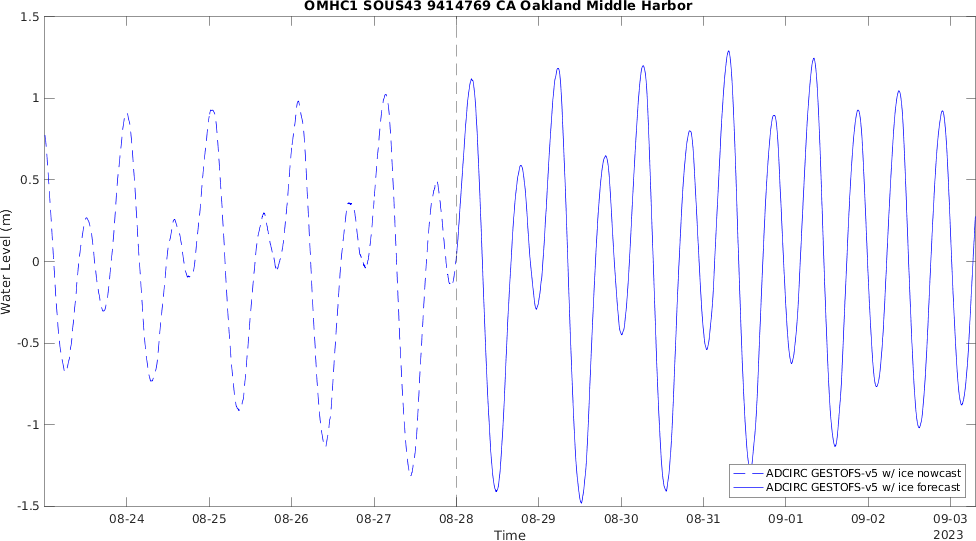 OMHC1 SOUS43 9414769 CA Oakland Middle Harbor
1.5
1
0.5
0
-0.5
-1
-1.5
Water Level (m)
ADCIRC GESTOFS-v5 w/ ice nowcast
ADCIRC GESTOFS-v5 w/ ice forecast
08-24 08-25 08-26 08-27 08-28 08-29 08-30 08-31 09-01 09-02 09-03
Time
2023